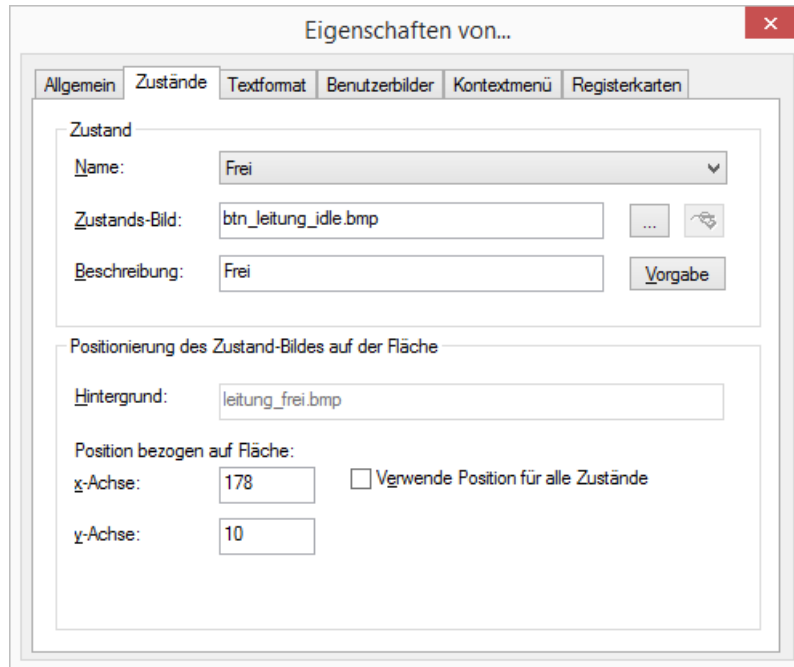 Eigenschaften von...
Allgemein Zustände Textformat Benutzerbilder Kontextmenü Registerkarten
Zustand
Name: Frei
Zustands-Bild: btn_leitung_idle.bmp ...
Beschreibung: Frei Vorgabe
Positionierung des Zustand-Bildes auf der Fläche
Hintergrund: leitung_frei.bmp
Position bezogen auf Fläche:
x-Achse: 178 Verwende Position für alle Zustände
y-Achse: 10